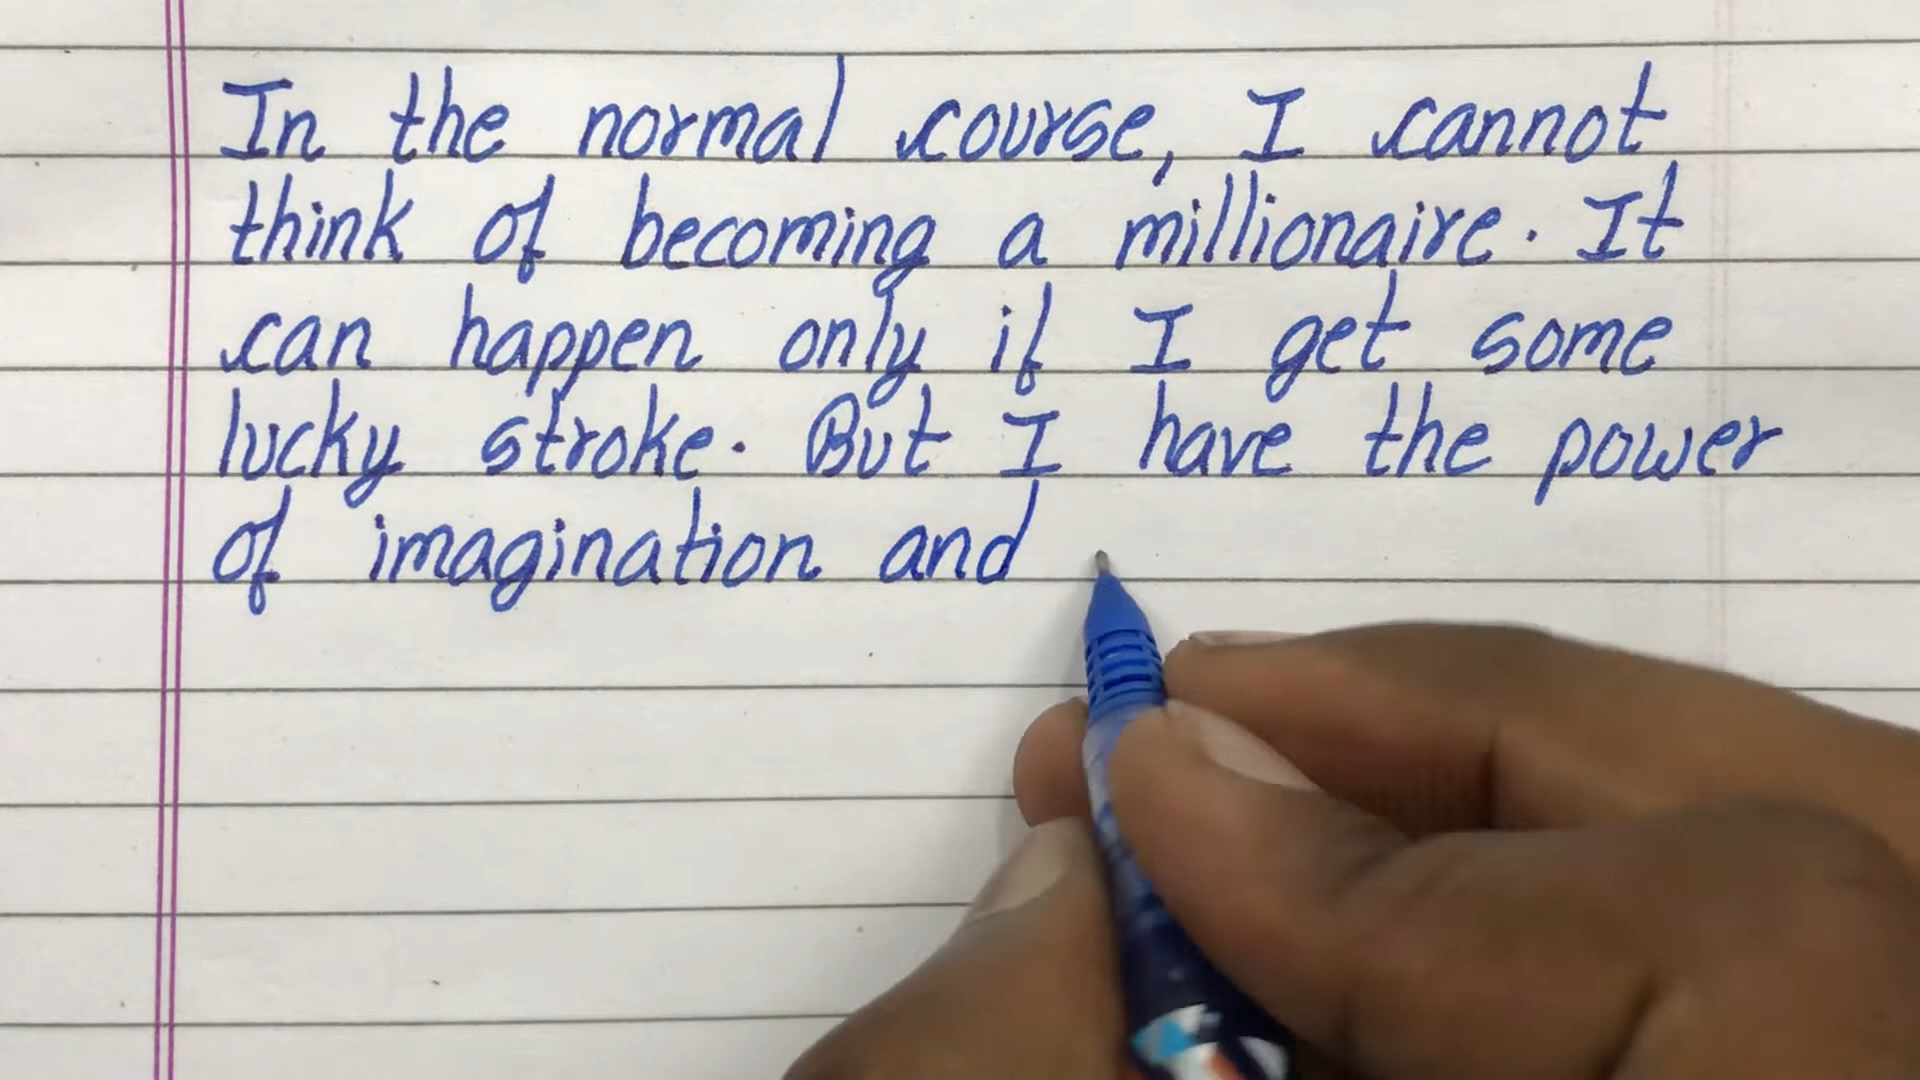 In the normal course, I cannot
think of becoming a millionaire. It
can happen only if I get some
lucky stroke. But I have the power
of imagination and